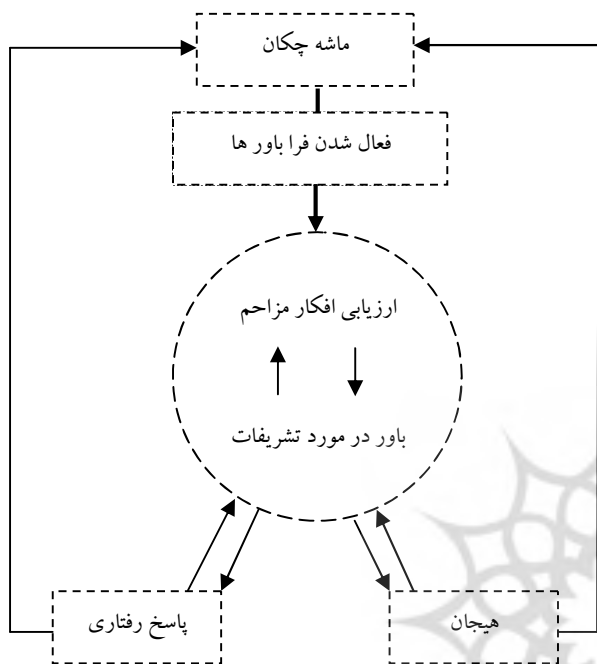 ماشه چکان
فعال شدن فرا باور ها
ارزیابی افکار مزاحم
باور در مورد تشریفات
پاسخ رفتاری
هیجان